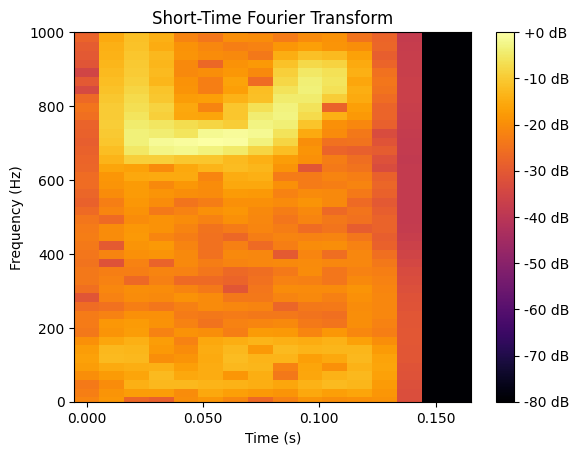 Short-Time Fourier Transform
1000
800
600
400
200
0
Frequency (Hz)
0.000
0.050
0.100
0.150
Time (s)
+0 dB
-10 dB
-20 dB
-30 dB
-40 dB
-50 dB
-60 dB
-70 dB
-80 dB